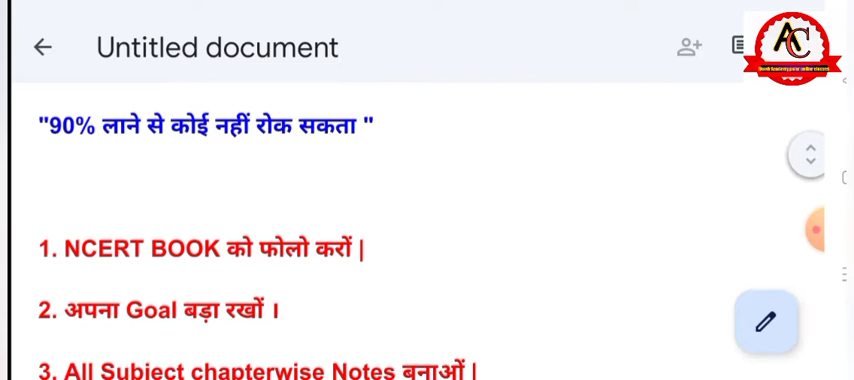 Untitled document
AC
"90% लाने से कोई नहीं रोक सकता "
1. NCERT BOOK को फोलो करों |
2. अपना Goal बड़ा रखों ।
3. All Subject chapterwise Notes बनाओं |